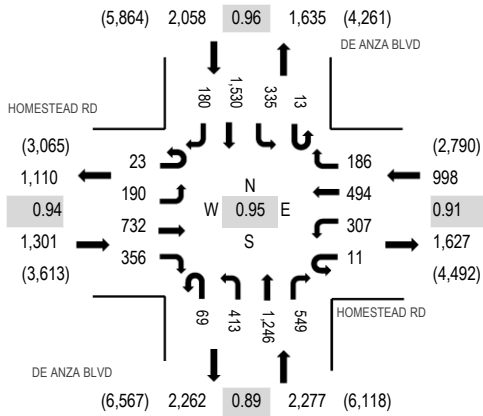 (5,864) 2,058 0.96 1,635 (4,261)
DE ANZA BLVD
HOMESTEAD RD
180 1,530 335 13
(3,065)
1,110
0.94
1,301
(3,613)
23
190
732
356
N
W 0.95 E
S
186
494
307
11
(2,790)
998
0.91
1,627
(4,492)
69 413 1,246 549
HOMESTEAD RD
DE ANZA BLVD
(6,567) 2,262 0.89 2,277 (6,118)